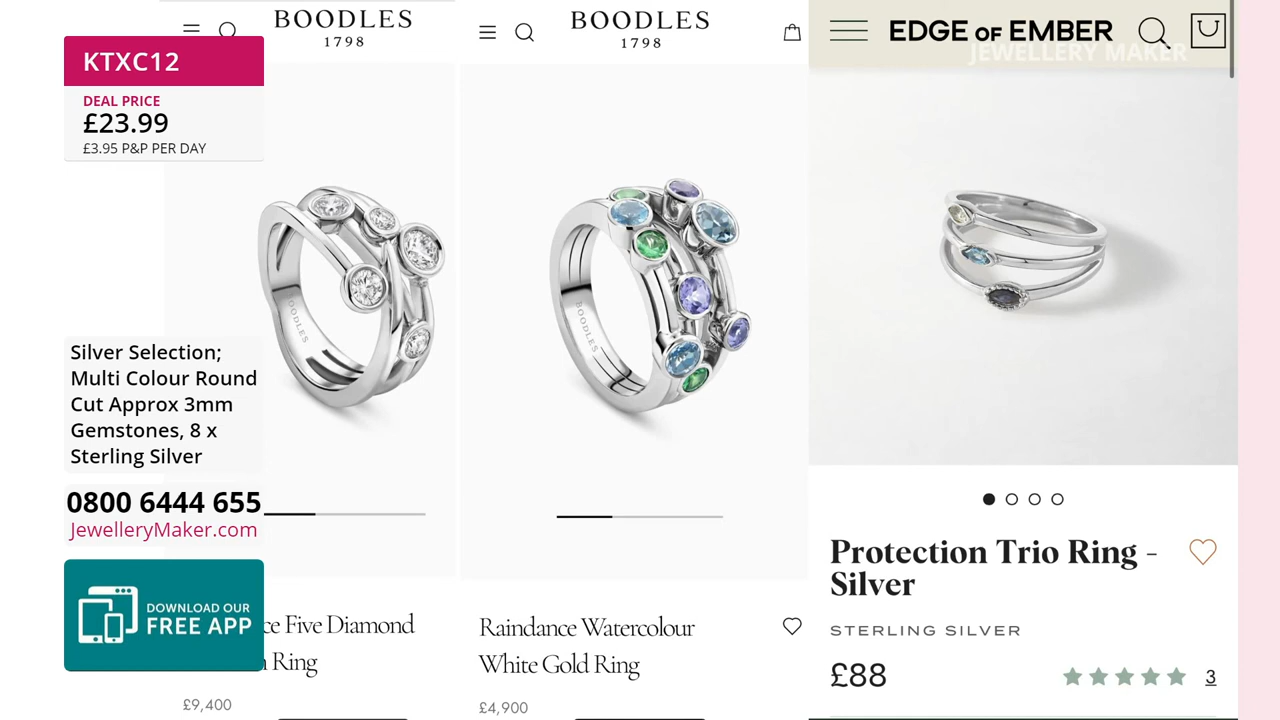 KTXC12
DEAL PRICE
£23.99
£3.95 P&P PER DAY
Silver Selection;
Multi Colour Round
Cut Approx 3mm
Gemstones, 8 x
Sterling Silver
0800 6444 655
JewelleryMaker.com
DOWNLOAD OUR
FREE APP
BOODLES
1798
BOODLES
Five Diamond
Ring
£9,400
BOODLES
1798
BOODLES
Raindance Watercolour
White Gold Ring
£4,900
EDGE OF EMBER
JEWELLERY MAKER
Protection Trio Ring -
Silver
STERLING SILVER
£88
3